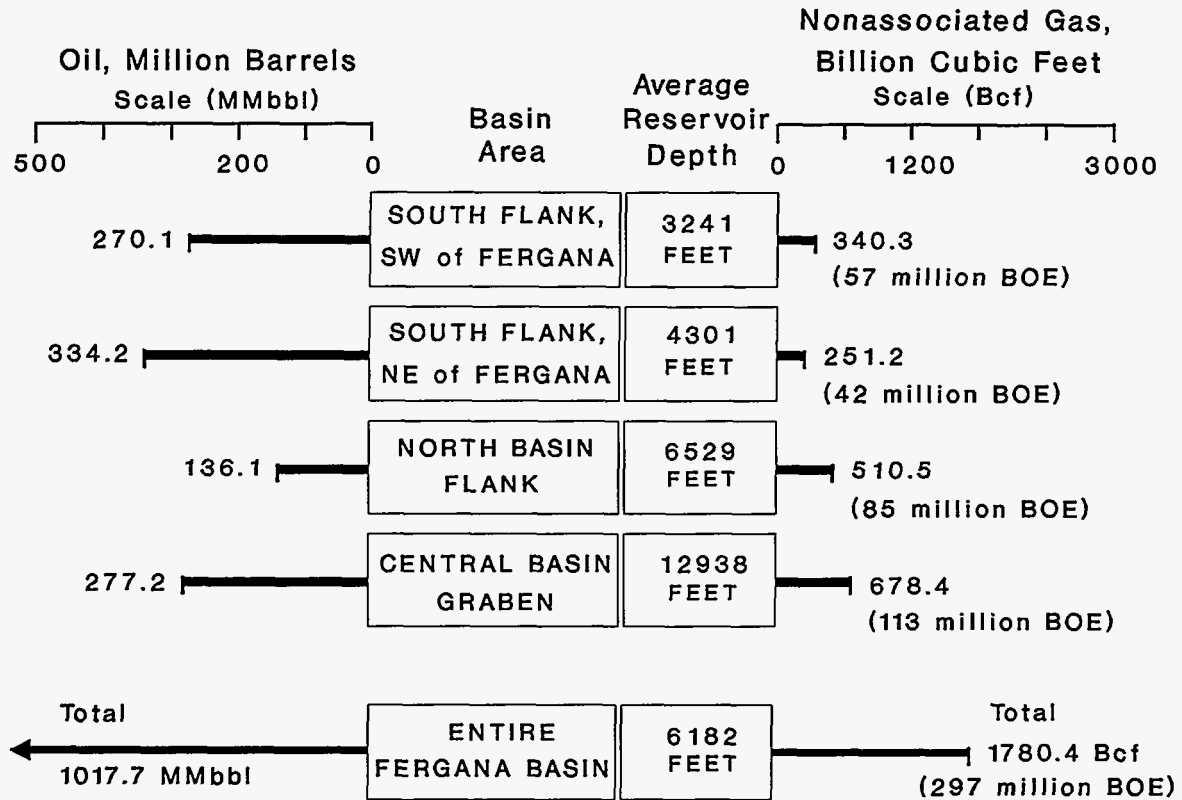 Oil, Million Barrels
Scale (MMbbl)
500 200 0
Basin
Area
Average
Reservoir
Depth
Nonassociated Gas,
Billion Cubic Feet
Scale (Bcf)
0 1200 3000
270.1
SOUTH FLANK,
SW of FERGANA
3241
FEET
340.3
(57 million BOE)
334.2
SOUTH FLANK,
NE of FERGANA
4301
FEET
251.2
(42 million BOE)
136.1
NORTH BASIN
FLANK
6529
FEET
510.5
(85 million BOE)
277.2
CENTRAL BASIN
GRABEN
12938
FEET
678.4
(113 million BOE)
Total
1017.7 MMbbl
ENTIRE
FERGANA BASIN
6182
FEET
Total
1780.4 Bcf
(297 million BOE)